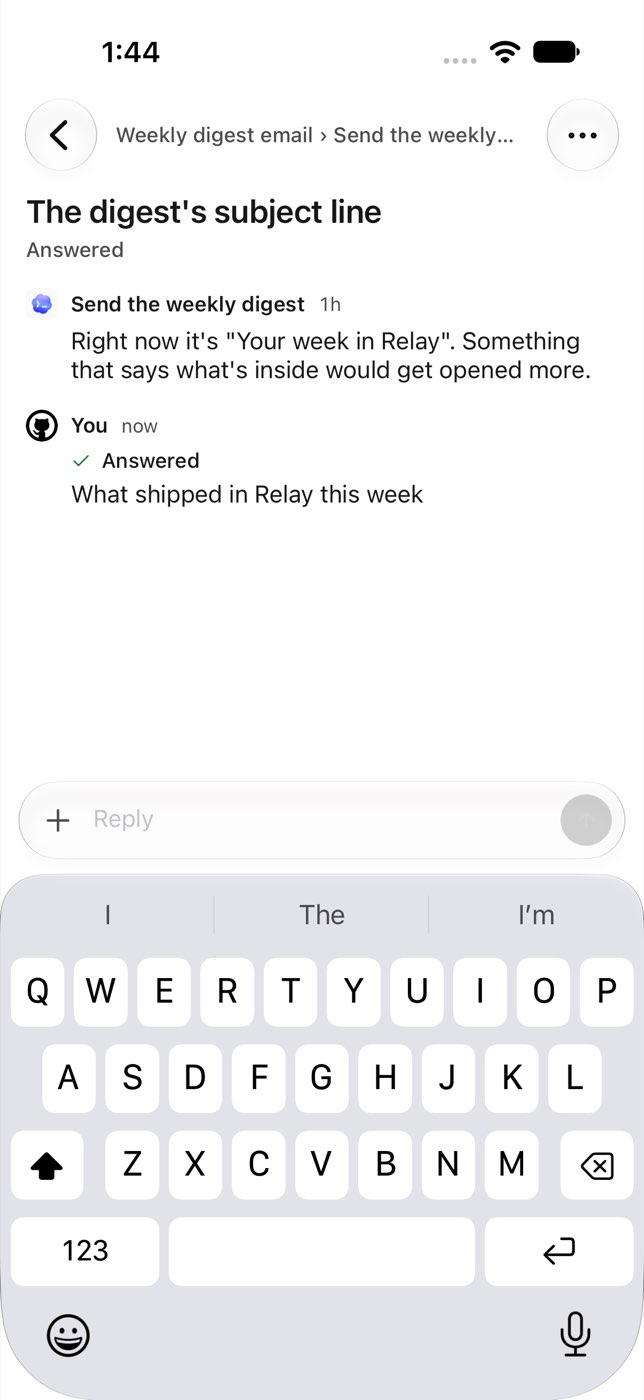 1:44
Weekly digest email › Send the weekly...
The digest's subject line
Answered
Send the weekly digest 1h
Right now it's "Your week in Relay". Something
that says what's inside would get opened more.
You now
Answered
What shipped in Relay this week
Reply
I The I'm
Q W E R T Y U I O P
A S D F G H J K L
Z X C V B N M
123